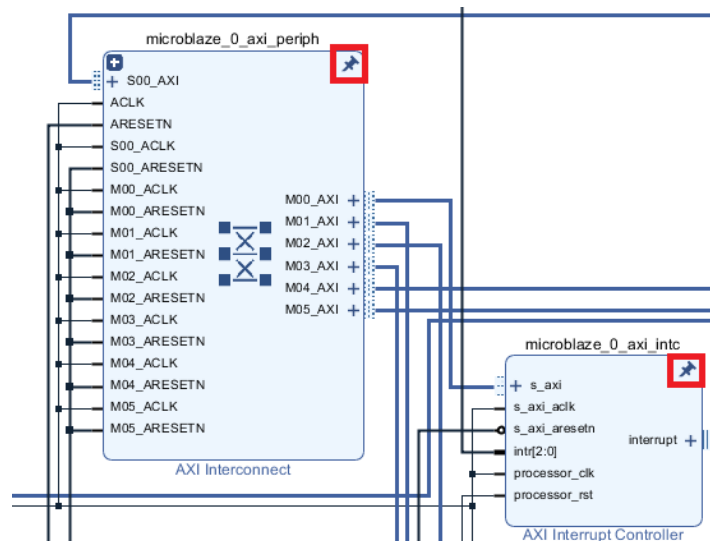 microblaze_0_axi_periph
S00_AXI
ACLK
ARESETN
S00_ACLK
S00_ARESETN
M00_ACLK
M00_ARESETN
M01_ACLK
M01_ARESETN
M02_ACLK
M02_ARESETN
M03_ACLK
M03_ARESETN
M04_ACLK
M04_ARESETN
M05_ACLK
M05_ARESETN
M00_AXI
M01_AXI
M02_AXI
M03_AXI
M04_AXI
M05_AXI
AXI Interconnect
microblaze_0_axi_intc
s_axi
s_axi_aclk
s_axi_aresetn
intr[2:0]
processor_clk
processor_rst
interrupt
AXI Interrupt Controller